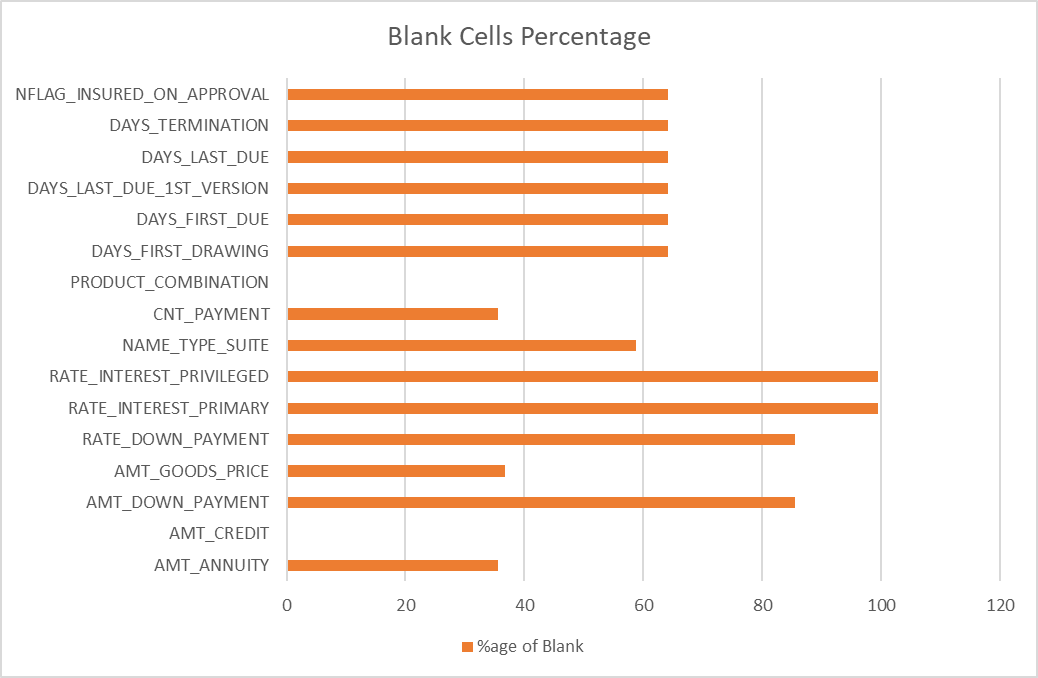 Blank Cells Percentage
NFLAG_INSURED_ON_APPROVAL
DAYS_TERMINATION
DAYS_LAST_DUE
DAYS_LAST_DUE_1ST_VERSION
DAYS_FIRST_DUE
DAYS_FIRST_DRAWING
PRODUCT_COMBINATION
CNT_PAYMENT
NAME_TYPE_SUITE
RATE_INTEREST_PRIVILEGED
RATE_INTEREST_PRIMARY
RATE_DOWN_PAYMENT
AMT_GOODS_PRICE
AMT_DOWN_PAYMENT
AMT_CREDIT
AMT_ANNUITY
0 20 40 60 80 100 120
%age of Blank